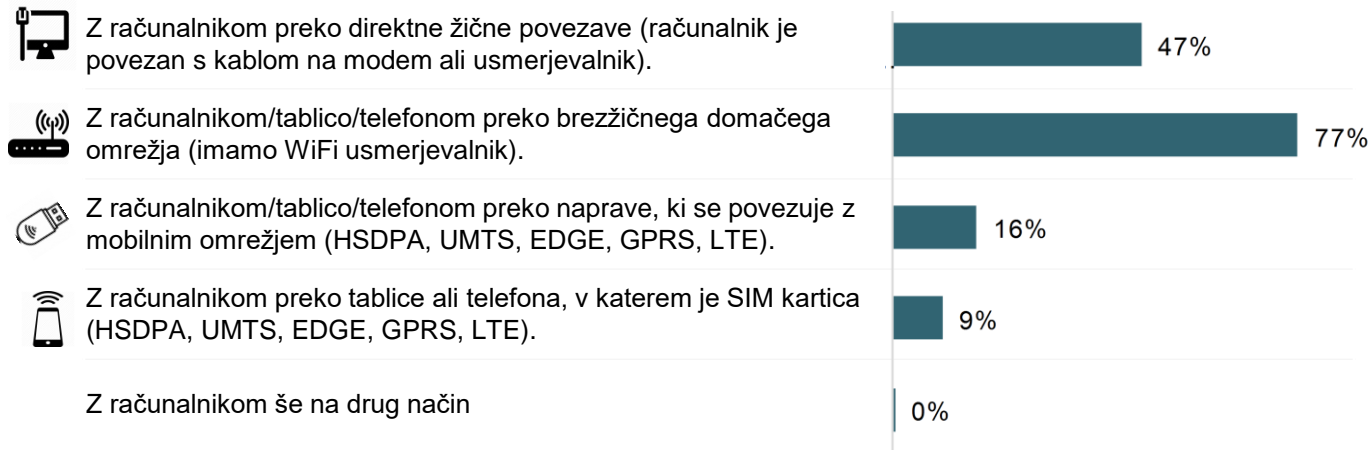 Z računalnikom preko direktne žične povezave (računalnik je
povezan s kablom na modem ali usmerjevalnik).
47%
Z računalnikom/tablico/telefonom preko brezžičnega domačega
omrežja (imamo WiFi usmerjevalnik).
77%
Z računalnikom/tablico/telefonom preko naprave, ki se povezuje z
mobilnim omrežjem (HSDPA, UMTS, EDGE, GPRS, LTE).
16%
Z računalnikom preko tablice ali telefona, v katerem je SIM kartica
(HSDPA, UMTS, EDGE, GPRS, LTE).
9%
Z računalnikom še na drug način
0%